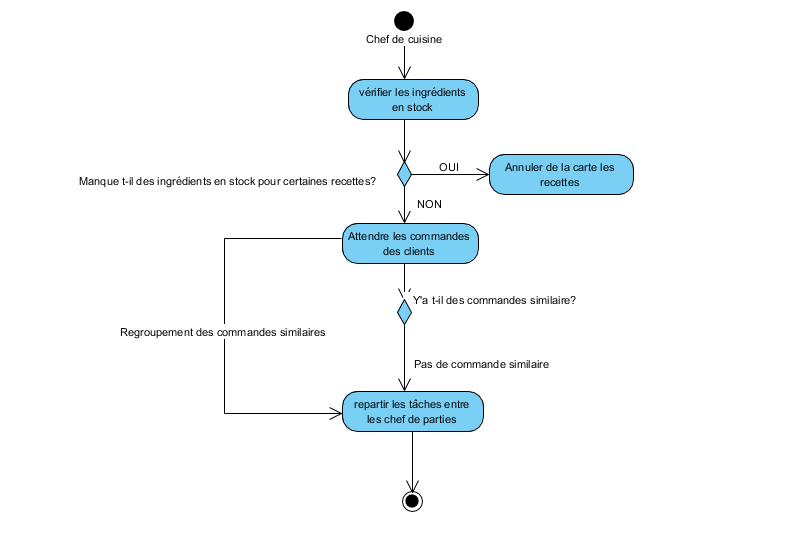 Chef de cuisine
vérifier les ingrédients
en stock
Manque t-il des ingrédients en stock pour certaines recettes?
OUI
Annuler de la carte les
recettes
NON
Attendre les commandes
des clients
Y'a t-il des commandes similaire?
Regroupement des commandes similaires
Pas de commande similaire
repartir les tâches entre
les chef de parties